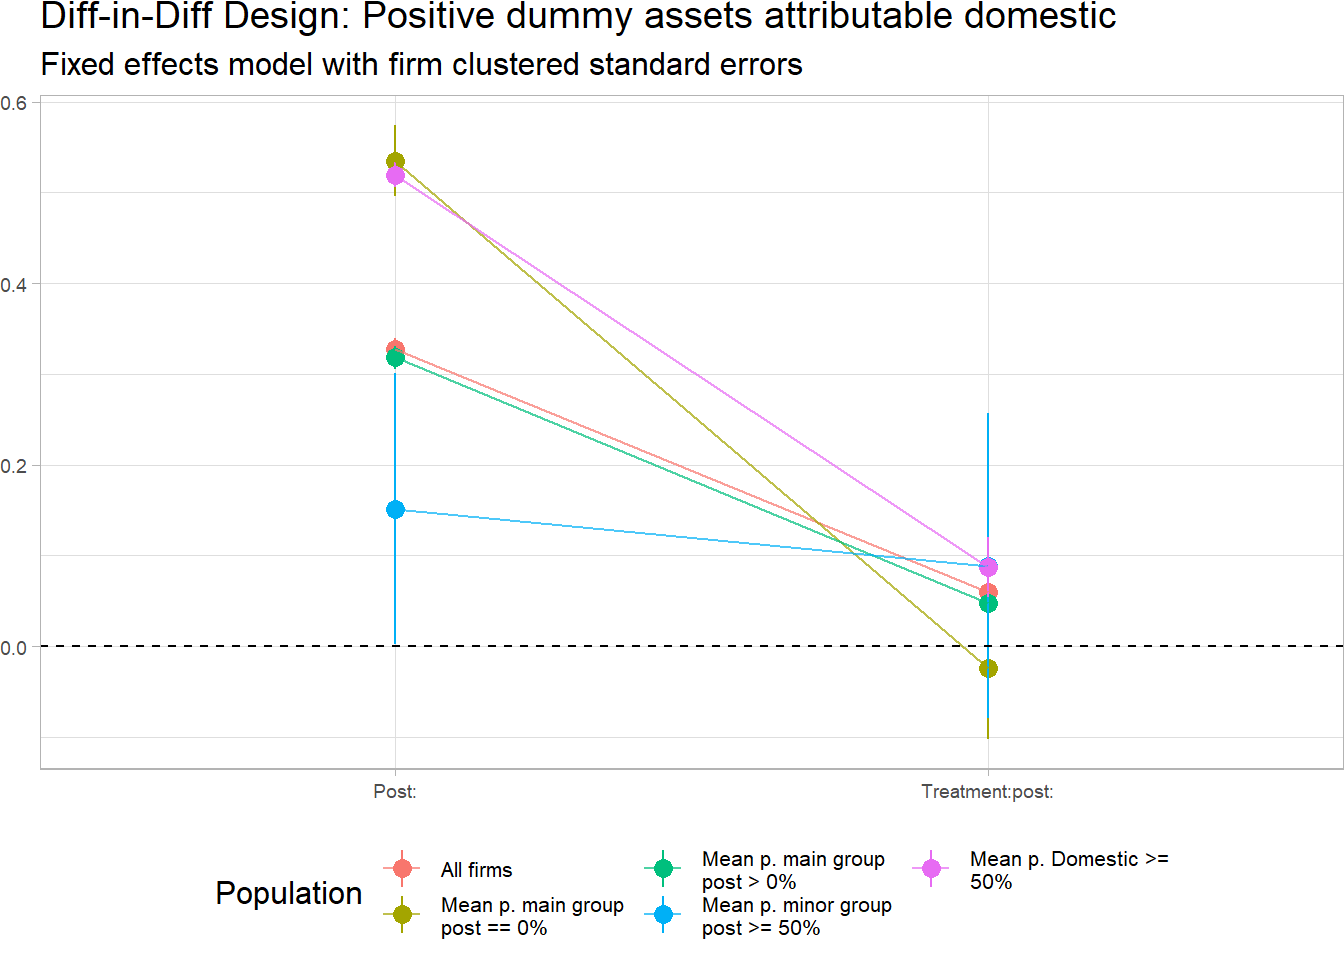 Diff-in-Diff Design: Positive dummy assets attributable domestic
Fixed effects model with firm clustered standard errors
0.6
0.4
0.2
0.0
Post:
Treatment:post:
Population
All firms
Mean p. main group
post == 0%
Mean p. main group
post > 0%
Mean p. minor group
post >= 50%
Mean p. Domestic >=
50%